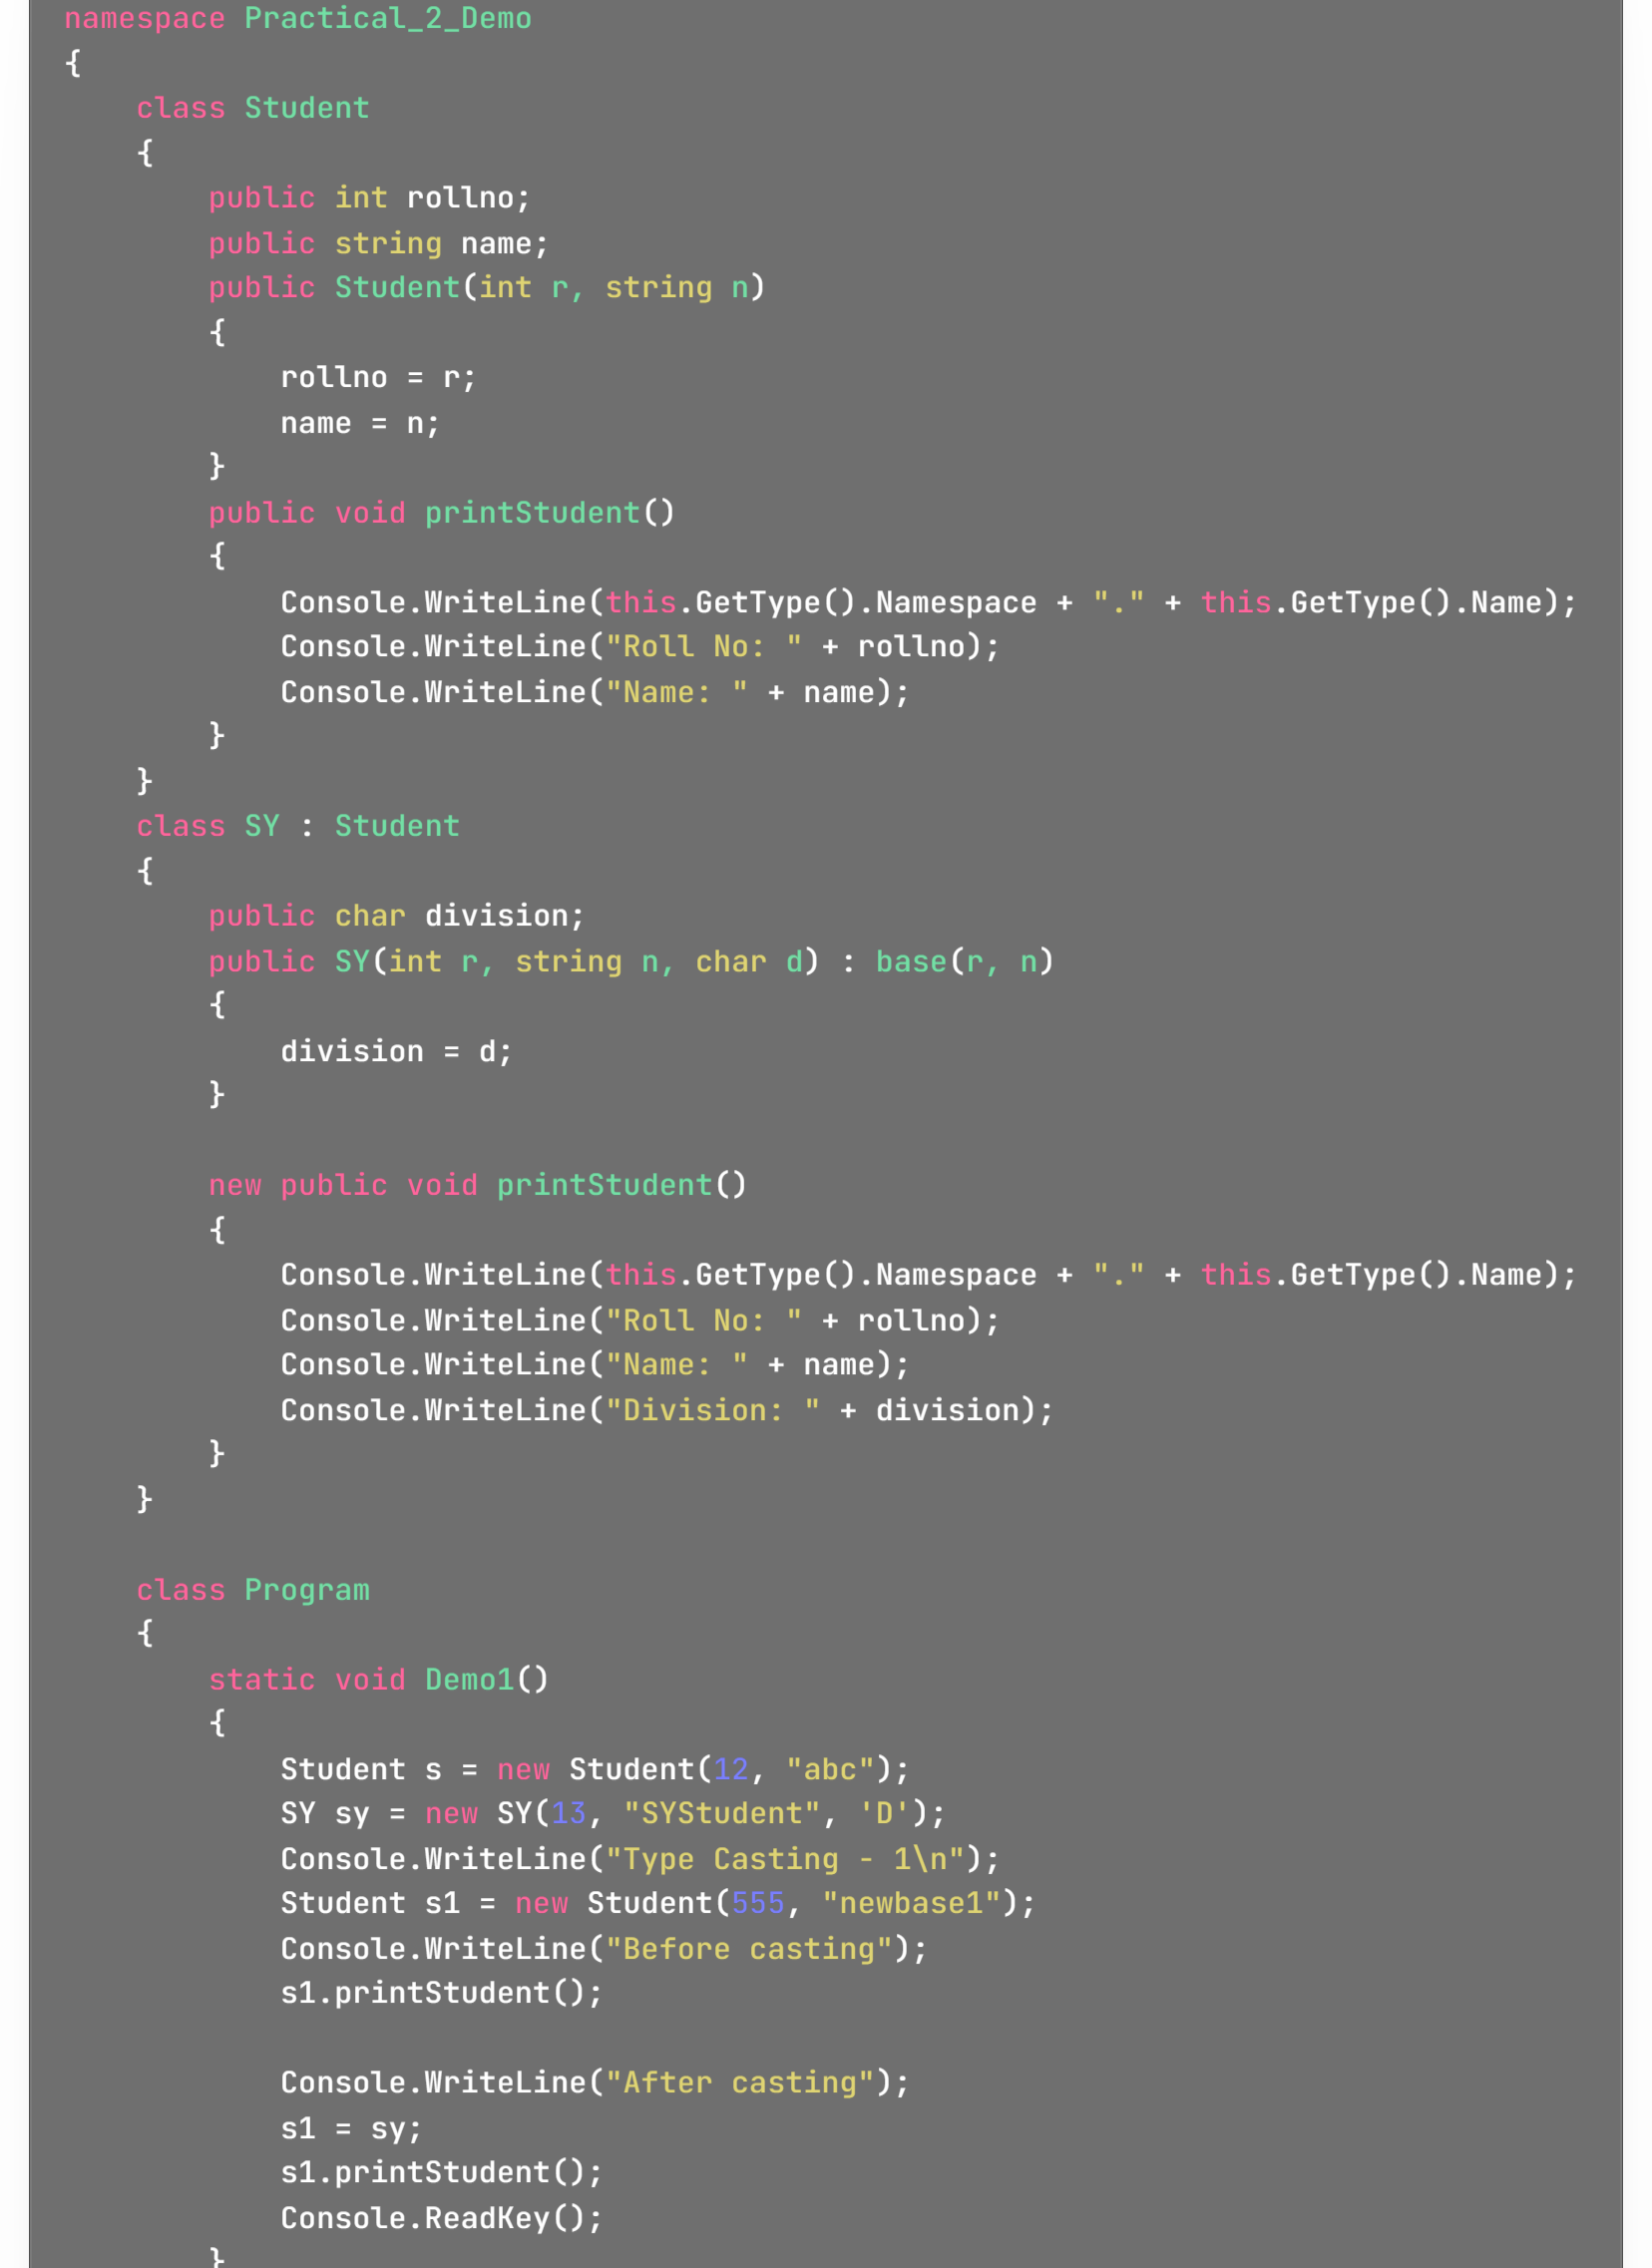 namespace Practical_2_Demo
{
    class Student
    {
        public int rollno;
        public string name;
        public Student(int r, string n)
        {
            rollno = r;
            name = n;
        }
        public void printStudent()
        {
            Console.WriteLine(this.GetType().Namespace + "." + this.GetType().Name);
            Console.WriteLine("Roll No: " + rollno);
            Console.WriteLine("Name: " + name);
        }
    }
    class SY : Student
    {
        public char division;
        public SY(int r, string n, char d) : base(r, n)
        {
            division = d;
        }

        new public void printStudent()
        {
            Console.WriteLine(this.GetType().Namespace + "." + this.GetType().Name);
            Console.WriteLine("Roll No: " + rollno);
            Console.WriteLine("Name: " + name);
            Console.WriteLine("Division: " + division);
        }
    }

    class Program
    {
        static void Demo1()
        {
            Student s = new Student(12, "abc");
            SY sy = new SY(13, "SYStudent", 'D');
            Console.WriteLine("Type Casting - 1\n");
            Student s1 = new Student(555, "newbase1");
            Console.WriteLine("Before casting");
            s1.printStudent();

            Console.WriteLine("After casting");
            s1 = sy;
            s1.printStudent();
            Console.ReadKey();
        }